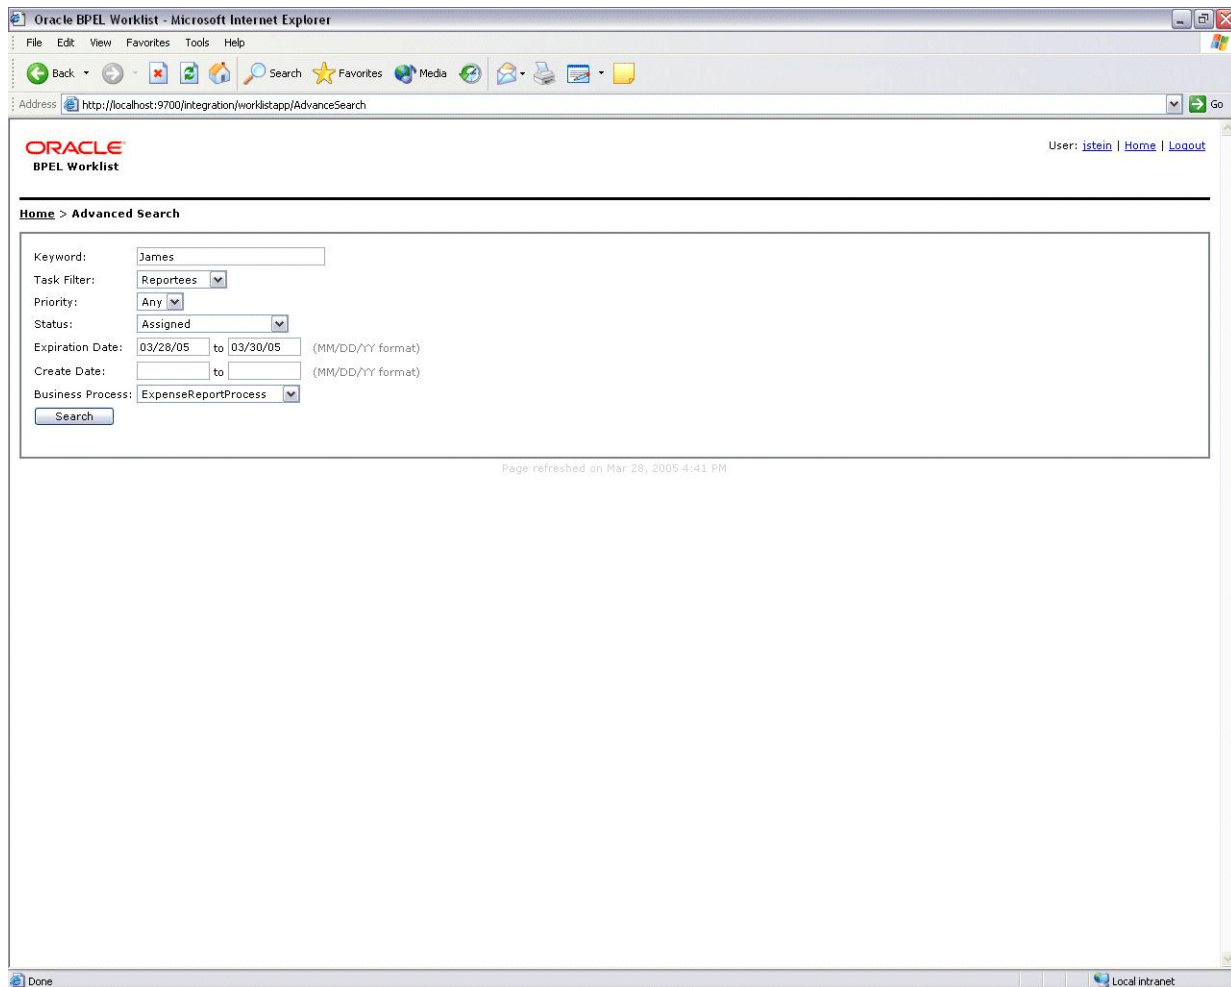 Oracle BPEL Worklist - Microsoft Internet Explorer
File Edit View Favorites Tools Help
Back Search Favorites Media
Address http://localhost:9700/integration/worklistapp/AdvanceSearch Go
ORACLE
BPEL Worklist
User: jstein | Home | Logout
Home > Advanced Search
Keyword: James
Task Filter: Reportees
Priority: Any
Status: Assigned
Expiration Date: 03/28/05 to 03/30/05 (MM/DD/YY format)
Create Date: to (MM/DD/YY format)
Business Process: ExpenseReportProcess
Search
Page refreshed on Mar 28, 2005 4:41 PM
Done Local intranet